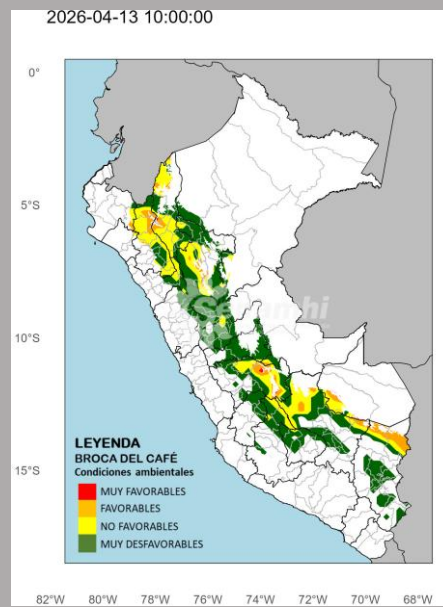 2026-04-13 10:00:00
0°
5°S
10°S
15°S
Senamhi
LEYENDA
BROCA DEL CAFÉ
Condiciones ambientales
MUY FAVORABLES
FAVORABLES
NO FAVORABLES
MUY DESFAVORABLES
82°W 80°W 78°W 76°W 74°W 72°W 70°W 68°W